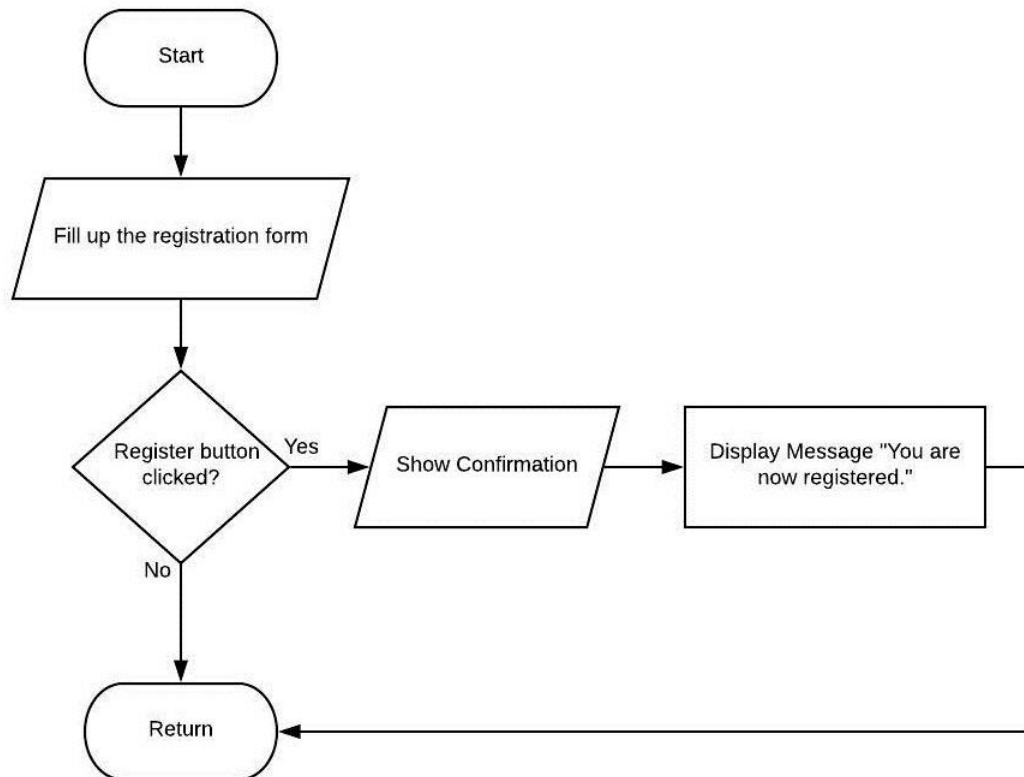 Start
Fill up the registration form
Register button
clicked?
Yes
Show Confirmation
Display Message "You are
now registered."
No
Return